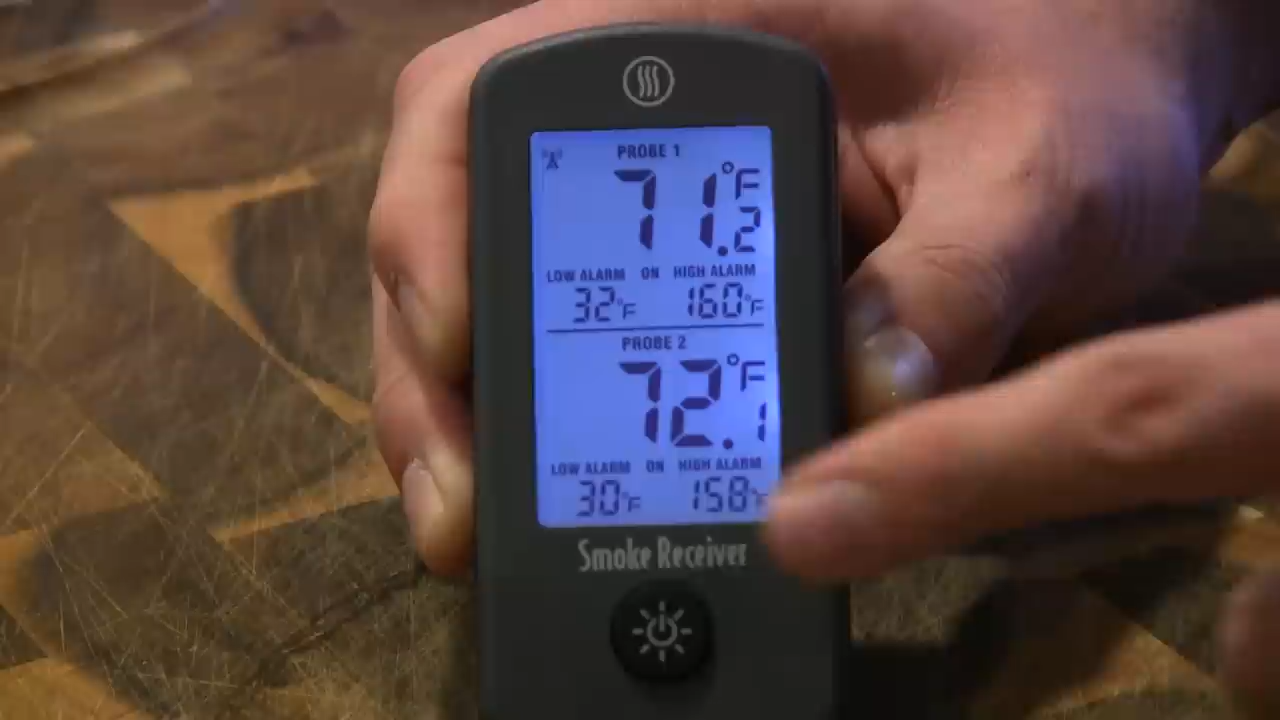 PROBE 1
71.2°F
LOW ALARM ON HIGH ALARM
32°F 160°F
PROBE 2
72.1°F
LOW ALARM ON HIGH ALARM
30°F 158°F
Smoke Receiver